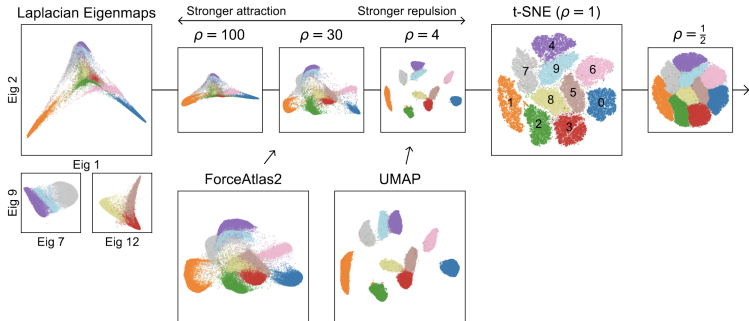 Laplacian Eigenmaps
Stronger attraction
Stronger repulsion
t-SNE (ρ = 1)
ρ = 100
ρ = 30
ρ = 4
ρ = 1/2
Eig 2
Eig 1
4
7
9
6
1
8
5
0
2
3
Eig 9
Eig 7
Eig 12
ForceAtlas2
UMAP